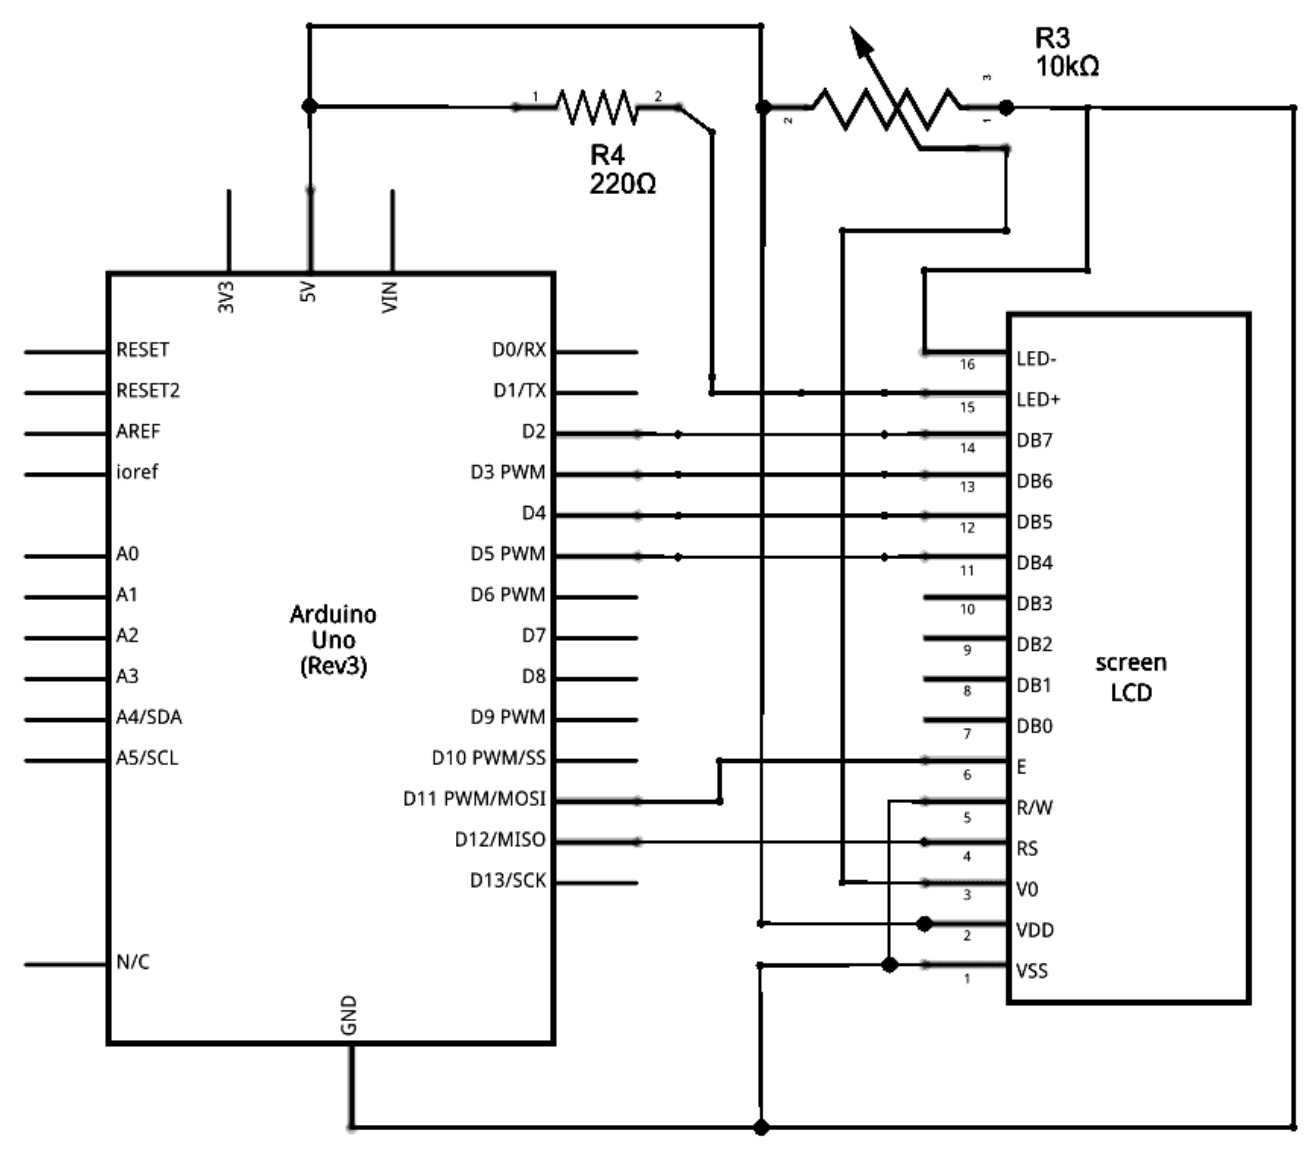 R3
10kΩ
3
1
2
1
2
R4
220Ω
3V3
5V
VIN
RESET
RESET2
AREF
ioref
A0
A1
A2
A3
A4/SDA
A5/SCL
N/C
Arduino
Uno
(Rev3)
GND
D0/RX
D1/TX
D2
D3 PWM
D4
D5 PWM
D6 PWM
D7
D8
D9 PWM
D10 PWM/SS
D11 PWM/MOSI
D12/MISO
D13/SCK
16 LED-
15 LED+
14 DB7
13 DB6
12 DB5
11 DB4
10 DB3
9 DB2
8 DB1
7 DB0
6 E
5 R/W
4 RS
3 V0
2 VDD
1 VSS
screen
LCD